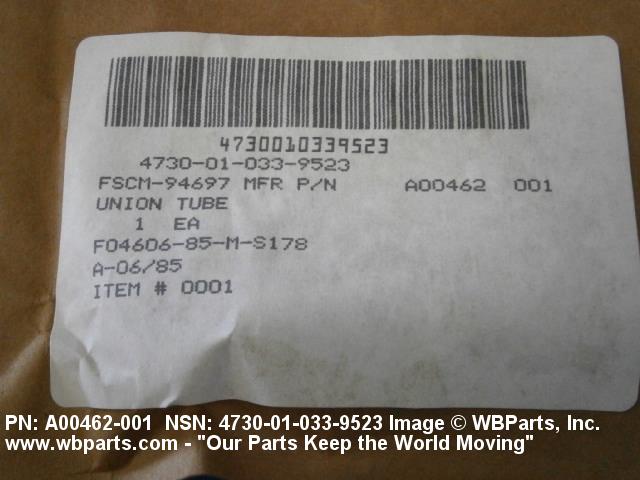 4730010339523
4730-01-033-9523
FSCM-94697 MFR P/N A00462 001
UNION TUBE
1 EA
F04606-85-M-S178
A-06/85
ITEM # 0001
PN: A00462-001 NSN: 4730-01-033-9523 Image © WBParts, Inc.
www.wbparts.com - "Our Parts Keep the World Moving"